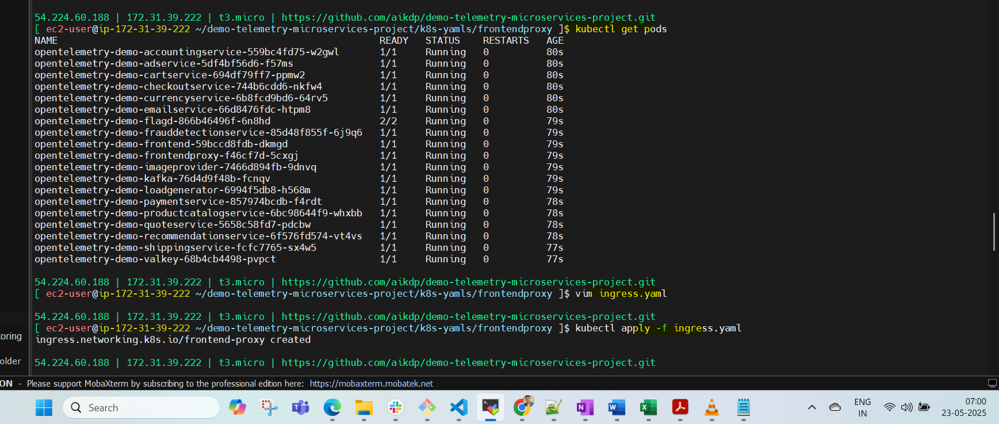 54.224.60.188 | 172.31.39.222 | t3.micro | https://github.com/aikdp/demo-telemetry-microservices-project.git
[ ec2-user@ip-172-31-39-222 ~/demo-telemetry-microservices-project/k8s-yamls/frontendproxy ]$ kubectl get pods
NAME READY STATUS RESTARTS AGE
opentelemetry-demo-accountingservice-559bc4fd75-w2gwl 1/1 Running 0 80s
opentelemetry-demo-adservice-5df4bf56d6-f57ms 1/1 Running 0 80s
opentelemetry-demo-cartservice-694df79ff7-ppmw2 1/1 Running 0 80s
opentelemetry-demo-checkoutservice-744b6cdd6-nkfw4 1/1 Running 0 80s
opentelemetry-demo-currencyservice-6b8fcd9bd6-64rv5 1/1 Running 0 80s
opentelemetry-demo-emailservice-66d8476fdc-htpm8 1/1 Running 0 80s
opentelemetry-demo-flagd-866b46496f-6n8hd 2/2 Running 0 79s
opentelemetry-demo-frauddetectionservice-85d48f855f-6j9q6 1/1 Running 0 79s
opentelemetry-demo-frontend-59bccd8fdb-dkmgd 1/1 Running 0 79s
opentelemetry-demo-frontendproxy-f46cf7d-5cxgj 1/1 Running 0 79s
opentelemetry-demo-imageprovider-7466d894fb-9dnvq 1/1 Running 0 79s
opentelemetry-demo-kafka-76d4d9f48b-fcnqv 1/1 Running 0 79s
opentelemetry-demo-loadgenerator-6994f5db8-h568m 1/1 Running 0 79s
opentelemetry-demo-paymentservice-857974bcdb-f4rdt 1/1 Running 0 78s
opentelemetry-demo-productcatalogservice-6bc98644f9-whxbb 1/1 Running 0 78s
opentelemetry-demo-quoteservice-5658c58fd7-pdcbw 1/1 Running 0 78s
opentelemetry-demo-recommendationservice-6f576fd574-vt4vs 1/1 Running 0 78s
opentelemetry-demo-shippingservice-fcfc7765-sx4w5 1/1 Running 0 77s
opentelemetry-demo-valkey-68b4cb4498-pvpct 1/1 Running 0 77s
54.224.60.188 | 172.31.39.222 | t3.micro | https://github.com/aikdp/demo-telemetry-microservices-project.git
[ ec2-user@ip-172-31-39-222 ~/demo-telemetry-microservices-project/k8s-yamls/frontendproxy ]$ vim ingress.yaml
54.224.60.188 | 172.31.39.222 | t3.micro | https://github.com/aikdp/demo-telemetry-microservices-project.git
[ ec2-user@ip-172-31-39-222 ~/demo-telemetry-microservices-project/k8s-yamls/frontendproxy ]$ kubectl apply -f ingress.yaml
ingress.networking.k8s.io/frontend-proxy created
54.224.60.188 | 172.31.39.222 | t3.micro | https://github.com/aikdp/demo-telemetry-microservices-project.git
toring
older
ON - Please support MobaXterm by subscribing to the professional edition here: https://mobaxterm.mobatek.net
Search
ENG
IN
07:00
23-05-2025